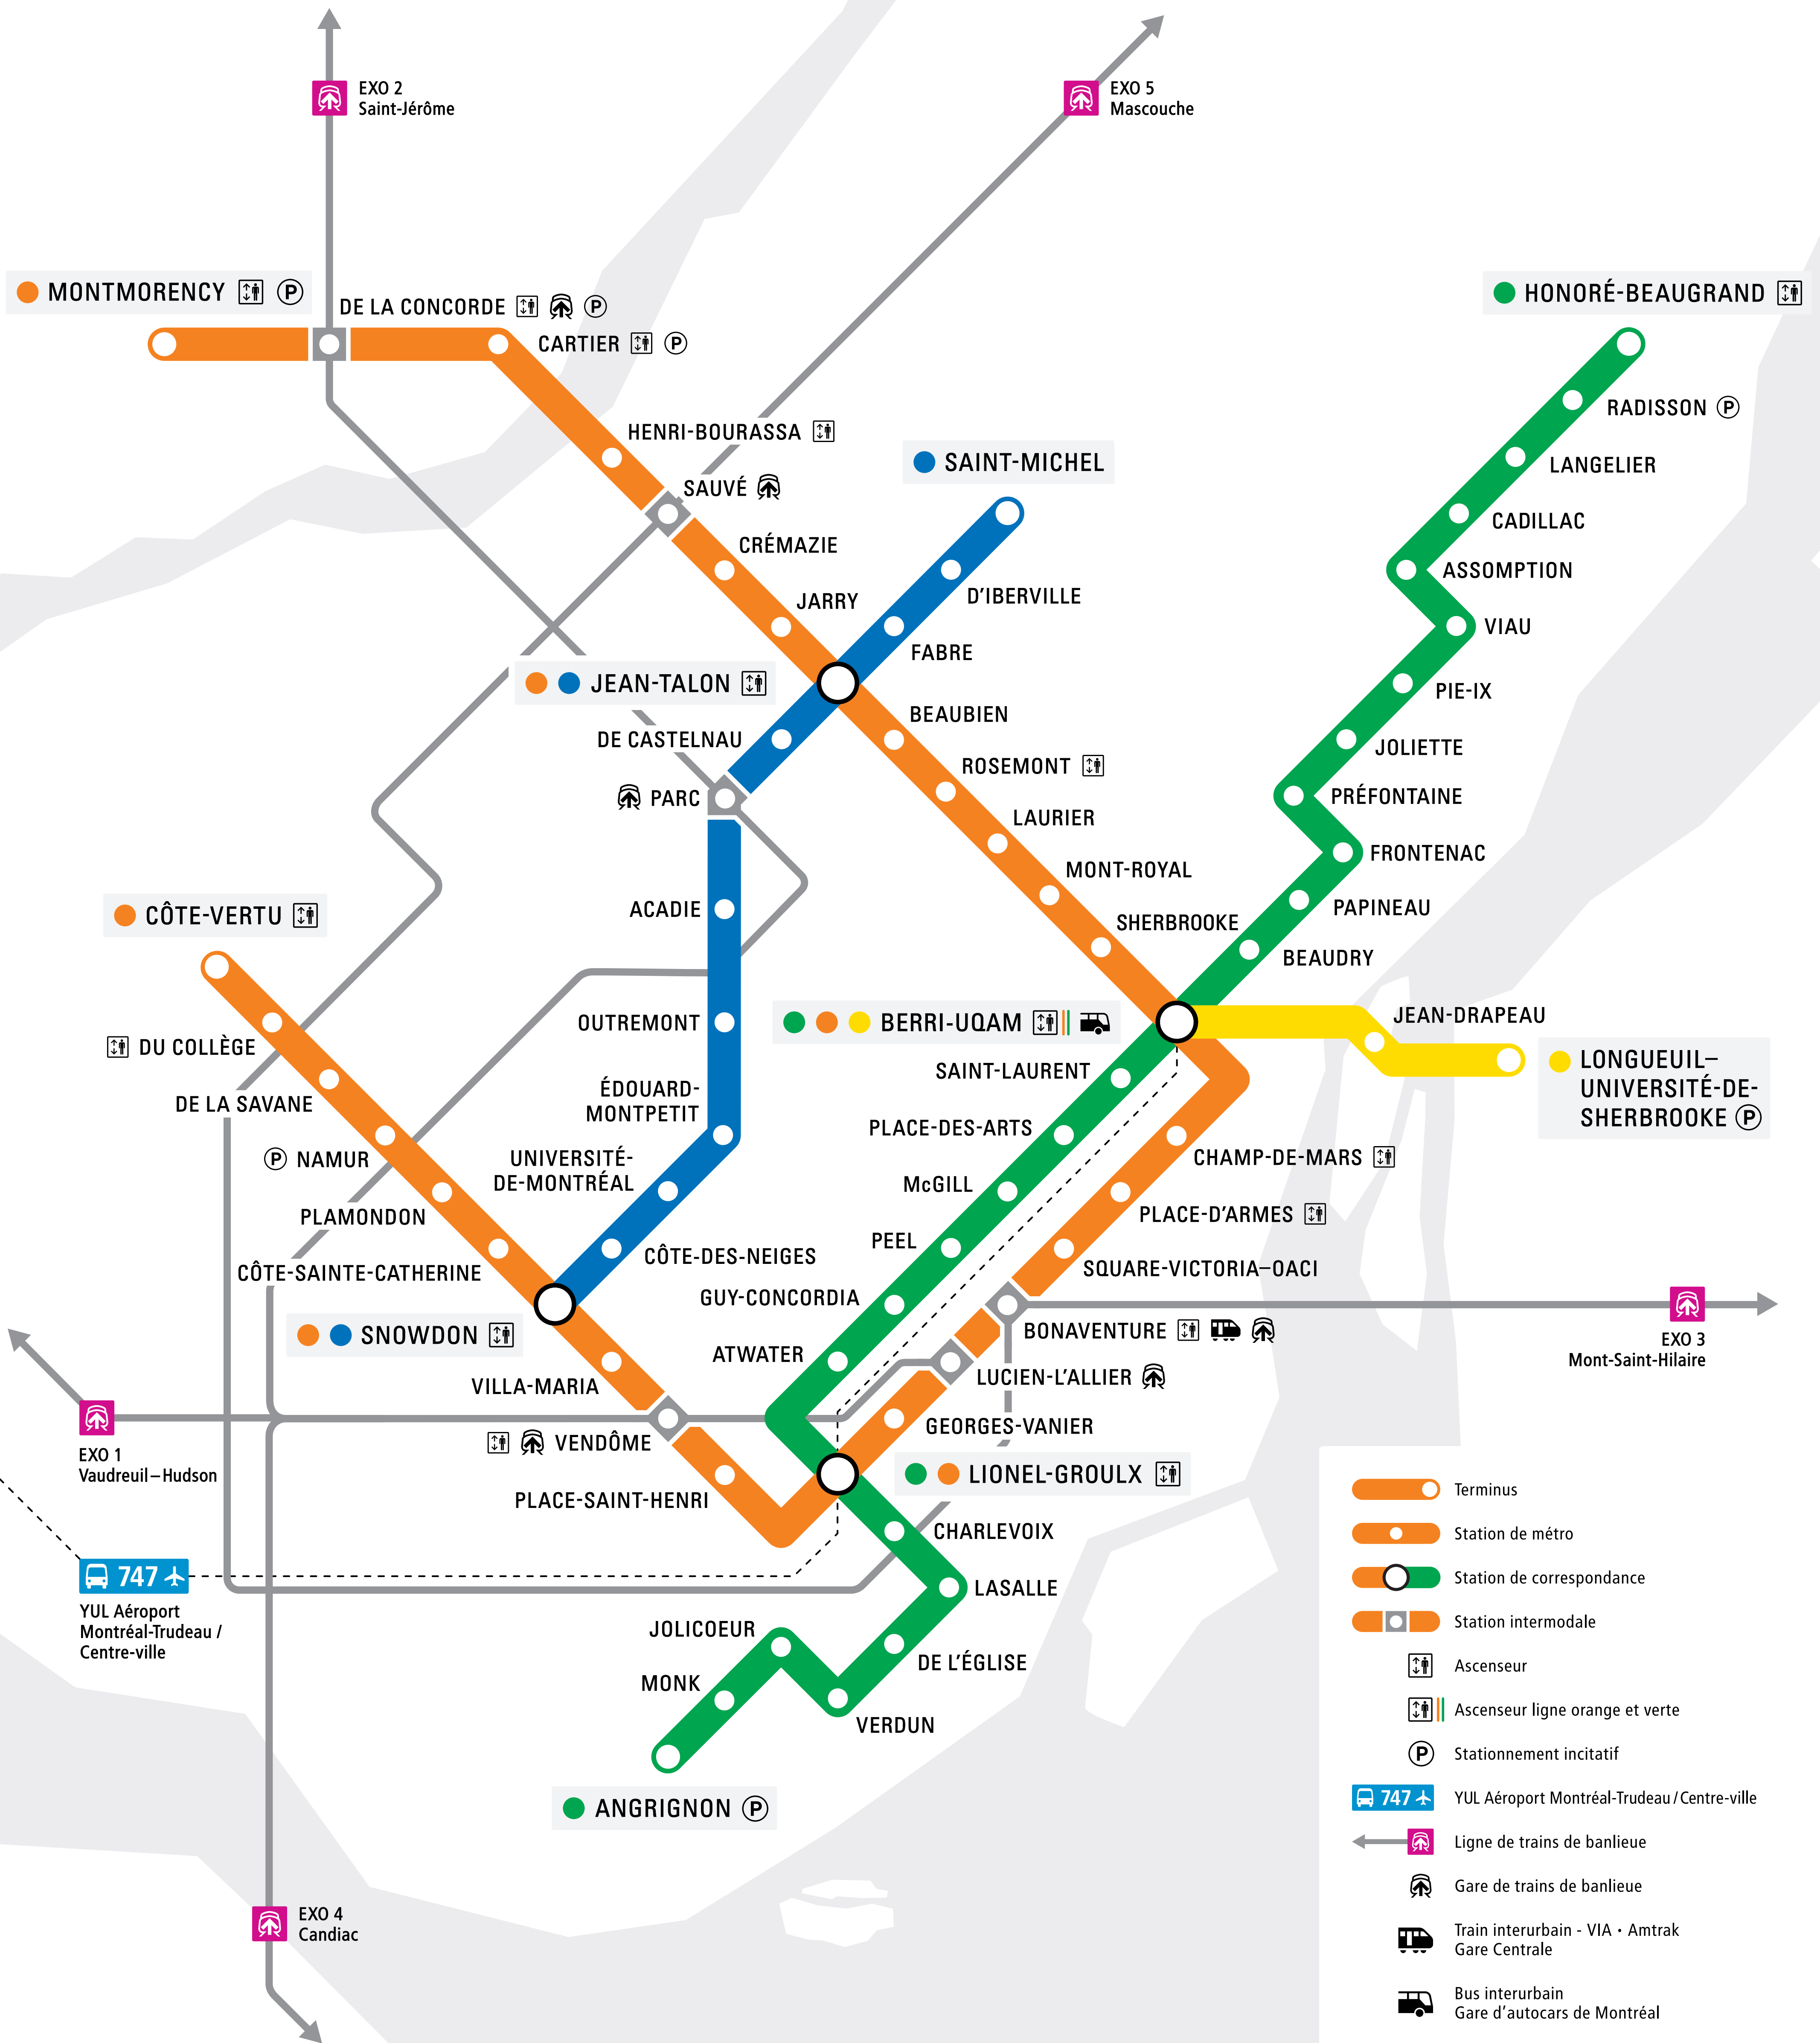 EXO 2
Saint-Jérôme
EXO 5
Mascouche
MONTMORENCY P
DE LA CONCORDE P
CARTIER P
HONORÉ-BEAUGRAND
RADISSON P
HENRI-BOURASSA
SAINT-MICHEL
LANGELIER
SAUVÉ
CADILLAC
CRÉMAZIE
ASSOMPTION
D'IBERVILLE
JARRY
VIAU
FABRE
JEAN-TALON
PIE-IX
BEAUBIEN
DE CASTELNAU
JOLIETTE
ROSEMONT
PARC
PRÉFONTAINE
LAURIER
FRONTENAC
MONT-ROYAL
ACADIE
PAPINEAU
CÔTE-VERTU
SHERBROOKE
BEAUDRY
JEAN-DRAPEAU
OUTREMONT
BERRI-UQAM
DU COLLÈGE
LONGUEUIL–
UNIVERSITÉ-DE-
SHERBROOKE P
SAINT-LAURENT
ÉDOUARD-
MONTPETIT
DE LA SAVANE
PLACE-DES-ARTS
P NAMUR
UNIVERSITÉ-
DE-MONTRÉAL
CHAMP-DE-MARS
McGILL
PLAMONDON
PLACE-D'ARMES
PEEL
CÔTE-DES-NEIGES
CÔTE-SAINTE-CATHERINE
SQUARE-VICTORIA–OACI
GUY-CONCORDIA
SNOWDON
BONAVENTURE
EXO 3
Mont-Saint-Hilaire
ATWATER
LUCIEN-L'ALLIER
VILLA-MARIA
GEORGES-VANIER
VENDÔME
EXO 1
Vaudreuil–Hudson
LIONEL-GROULX
PLACE-SAINT-HENRI
CHARLEVOIX
747
YUL Aéroport
Montréal-Trudeau /
Centre-ville
LASALLE
JOLICOEUR
DE L'ÉGLISE
MONK
VERDUN
ANGRIGNON P
EXO 4
Candiac
Terminus
Station de métro
Station de correspondance
Station intermodale
Ascenseur
Ascenseur ligne orange et verte
P Stationnement incitatif
747 YUL Aéroport Montréal-Trudeau / Centre-ville
Ligne de trains de banlieue
Gare de trains de banlieue
Train interurbain - VIA • Amtrak
Gare Centrale
Bus interurbain
Gare d'autocars de Montréal